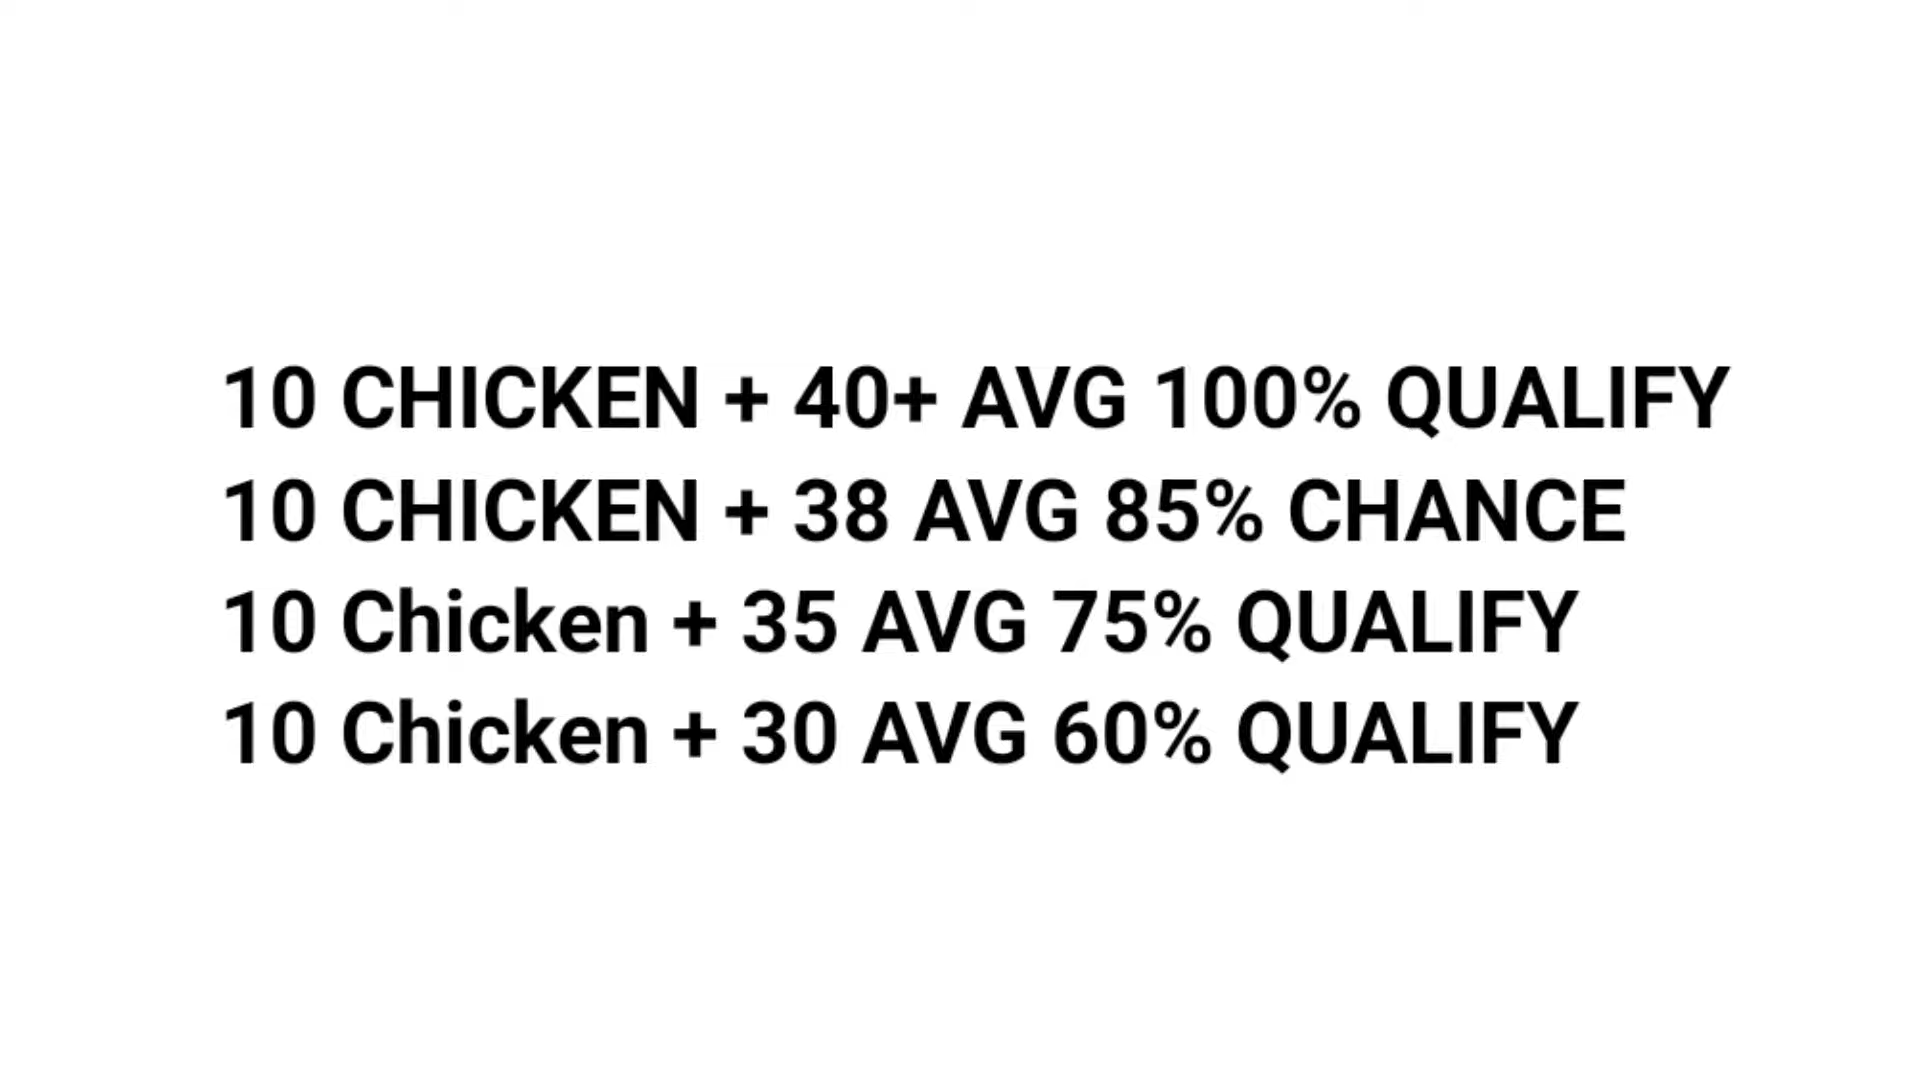 10 CHICKEN + 40+ AVG 100% QUALIFY
10 CHICKEN + 38 AVG 85% CHANCE
10 Chicken + 35 AVG 75% QUALIFY
10 Chicken + 30 AVG 60% QUALIFY